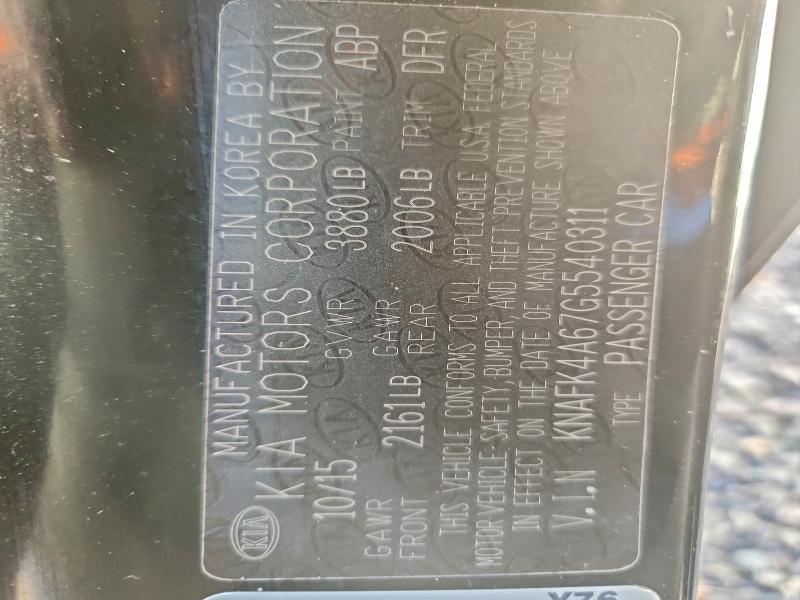 MANUFACTURED IN KOREA BY
KIA KIA MOTORS CORPORATION
10/15 GVWR 3880LB PAINT ABP
GAWR FRONT 2161LB GAWR REAR 2006LB TRIM DFR
THIS VEHICLE CONFORMS TO ALL APPLICABLE U.S.A. FEDERAL
MOTOR VEHICLE-SAFETY, BUMPER, AND THEFT PREVENTION STANDARDS
IN EFFECT ON THE DATE OF MANUFACTURE SHOWN ABOVE
V.I.N KNAFK4A67G5540311
TYPE PASSENGER CAR